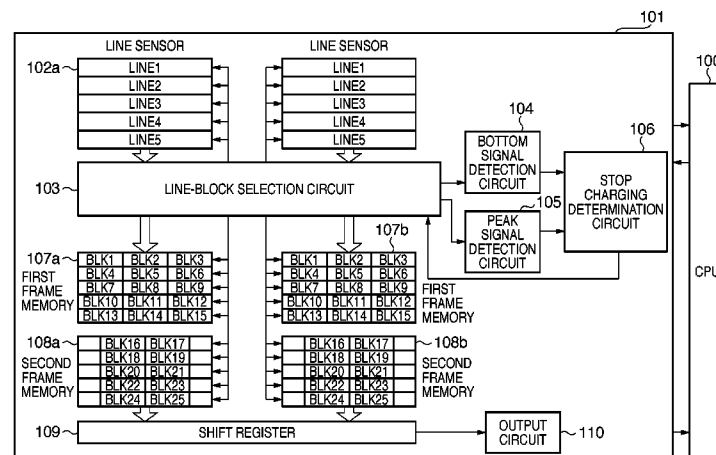 101
LINE SENSOR LINE SENSOR
100
102a LINE1 LINE1
LINE2 LINE2
LINE3 LINE3
LINE4 LINE4
LINE5 LINE5
104
BOTTOM
SIGNAL
DETECTION
CIRCUIT
106
STOP
CHARGING
DETERMINATION
CIRCUIT
103 LINE-BLOCK SELECTION CIRCUIT
105
PEAK
SIGNAL
DETECTION
CIRCUIT
CPU
107a 107b
BLK1 BLK2 BLK3 BLK1 BLK2 BLK3
BLK4 BLK5 BLK6 BLK4 BLK5 BLK6
BLK7 BLK8 BLK9 BLK7 BLK8 BLK9
BLK10 BLK11 BLK12 BLK10 BLK11 BLK12
BLK13 BLK14 BLK15 BLK13 BLK14 BLK15
FIRST
FRAME
MEMORY
FIRST
FRAME
MEMORY
108a 108b
BLK16 BLK17 BLK16 BLK17
BLK18 BLK19 BLK18 BLK19
BLK20 BLK21 BLK20 BLK21
BLK22 BLK23 BLK22 BLK23
BLK24 BLK25 BLK24 BLK25
SECOND
FRAME
MEMORY
SECOND
FRAME
MEMORY
109 SHIFT REGISTER
OUTPUT
CIRCUIT
110